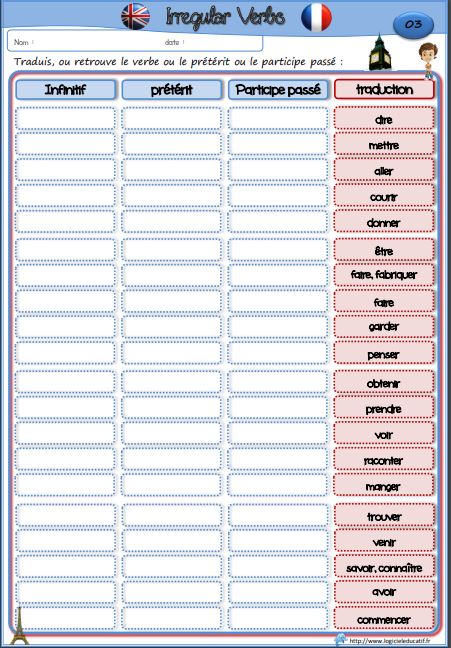 Irregular Verbs
03
Nom : date :
Traduis, ou retrouve le verbe ou le prétérit ou le participe passé :
Infinitif prétérit Participe passé traduction
dire
mettre
aller
courir
donner
être
faire, fabriquer
faire
garder
penser
obtenir
prendre
voir
raconter
manger
trouver
venir
savoir, connaître
avoir
commencer
http://www.logicieleducatif.fr